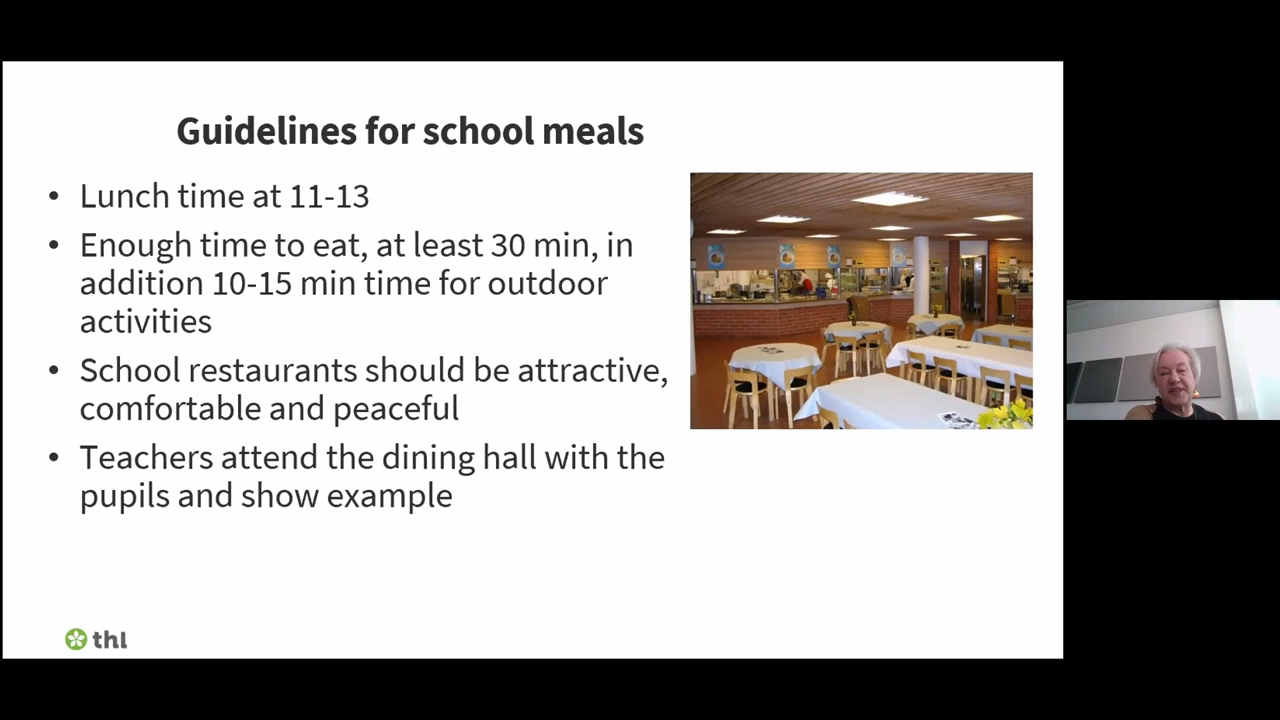 Guidelines for school meals
• Lunch time at 11-13
• Enough time to eat, at least 30 min, in
addition 10-15 min time for outdoor
activities
• School restaurants should be attractive,
comfortable and peaceful
• Teachers attend the dining hall with the
pupils and show example
thl